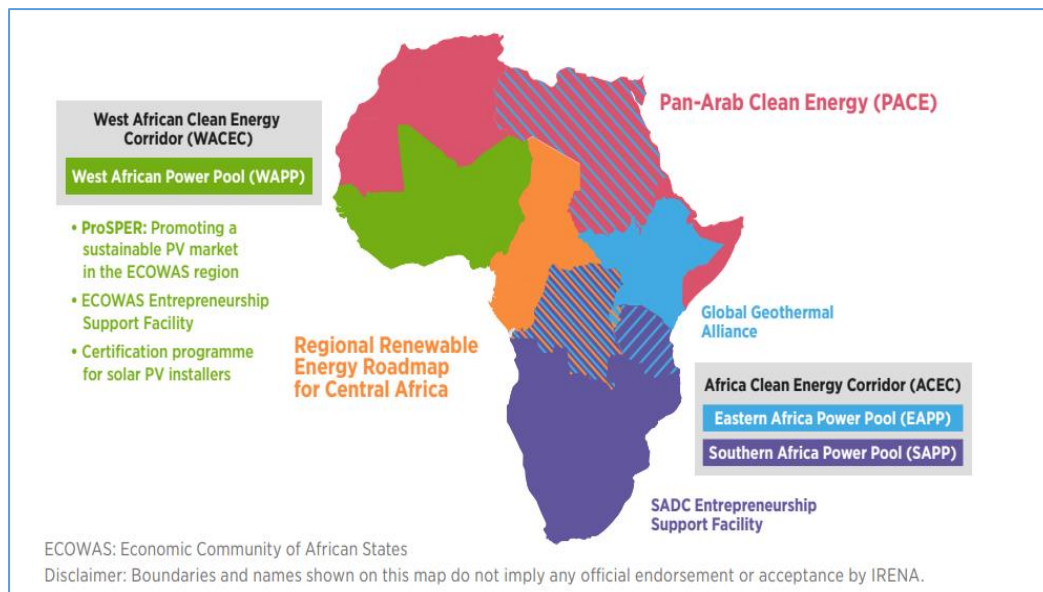 West African Clean Energy
Corridor (WACEC)
West African Power Pool (WAPP)
• ProSPER: Promoting a
sustainable PV market
in the ECOWAS region
• ECOWAS Entrepreneurship
Support Facility
• Certification programme
for solar PV installers
Pan-Arab Clean Energy (PACE)
Regional Renewable
Energy Roadmap
for Central Africa
Global Geothermal
Alliance
Africa Clean Energy Corridor (ACEC)
Eastern Africa Power Pool (EAPP)
Southern Africa Power Pool (SAPP)
SADC Entrepreneurship
Support Facility
ECOWAS: Economic Community of African States
Disclaimer: Boundaries and names shown on this map do not imply any official endorsement or acceptance by IRENA.